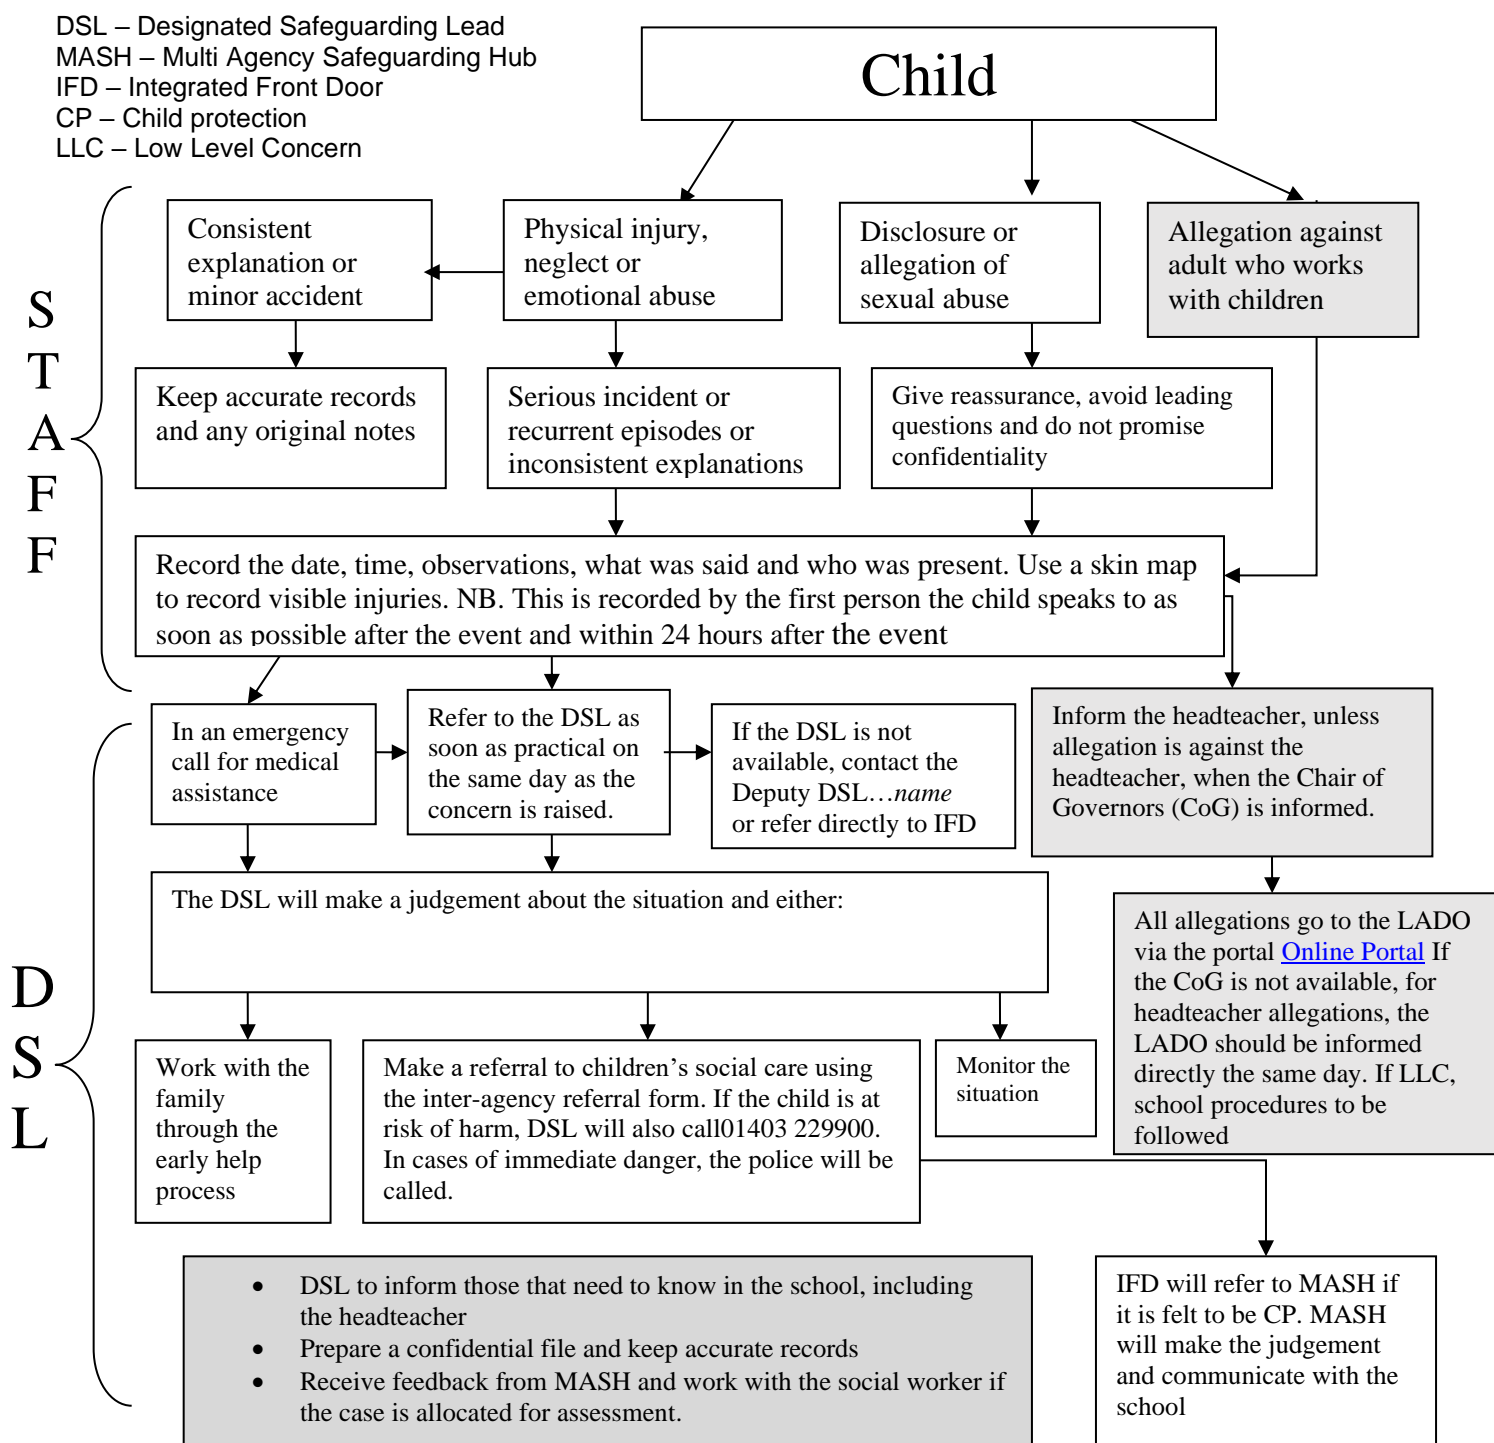 DSL – Designated Safeguarding Lead
MASH – Multi Agency Safeguarding Hub
IFD – Integrated Front Door
CP – Child protection
LLC – Low Level Concern
Child
S
T
A
F
F
Consistent
explanation or
minor accident
Physical injury,
neglect or
emotional abuse
Disclosure or
allegation of
sexual abuse
Allegation against
adult who works
with children
Keep accurate records
and any original notes
Serious incident or
recurrent episodes or
inconsistent explanations
Give reassurance, avoid leading
questions and do not promise
confidentiality
Record the date, time, observations, what was said and who was present. Use a skin map
to record visible injuries. NB. This is recorded by the first person the child speaks to as
soon as possible after the event and within 24 hours after the event
D
S
L
In an emergency
call for medical
assistance
Refer to the DSL as
soon as practical on
the same day as the
concern is raised.
If the DSL is not
available, contact the
Deputy DSL…name
or refer directly to IFD
Inform the headteacher, unless
allegation is against the
headteacher, when the Chair of
Governors (CoG) is informed.
The DSL will make a judgement about the situation and either:
All allegations go to the LADO
via the portal Online Portal If
the CoG is not available, for
headteacher allegations, the
LADO should be informed
directly the same day. If LLC,
school procedures to be
followed
Work with the
family
through the
early help
process
Make a referral to children’s social care using
the inter-agency referral form. If the child is at
risk of harm, DSL will also call01403 229900.
In cases of immediate danger, the police will be
called.
Monitor the
situation
• DSL to inform those that need to know in the school, including
the headteacher
• Prepare a confidential file and keep accurate records
• Receive feedback from MASH and work with the social worker if
the case is allocated for assessment.
IFD will refer to MASH if
it is felt to be CP. MASH
will make the judgement
and communicate with the
school